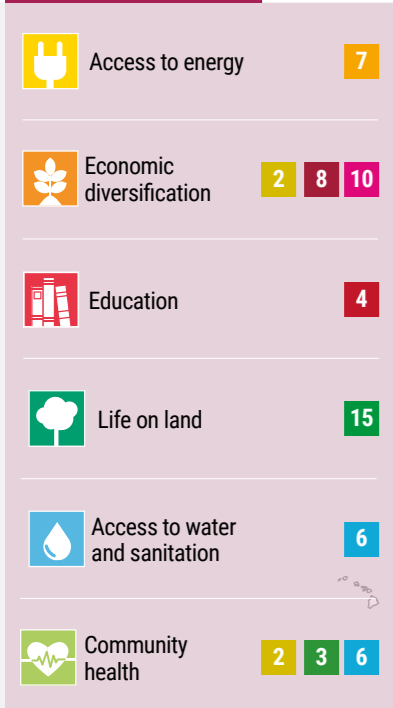 Access to energy 7
Economic
diversification 2 8 10
Education 4
Life on land 15
Access to water
and sanitation 6
Community
health 2 3 6